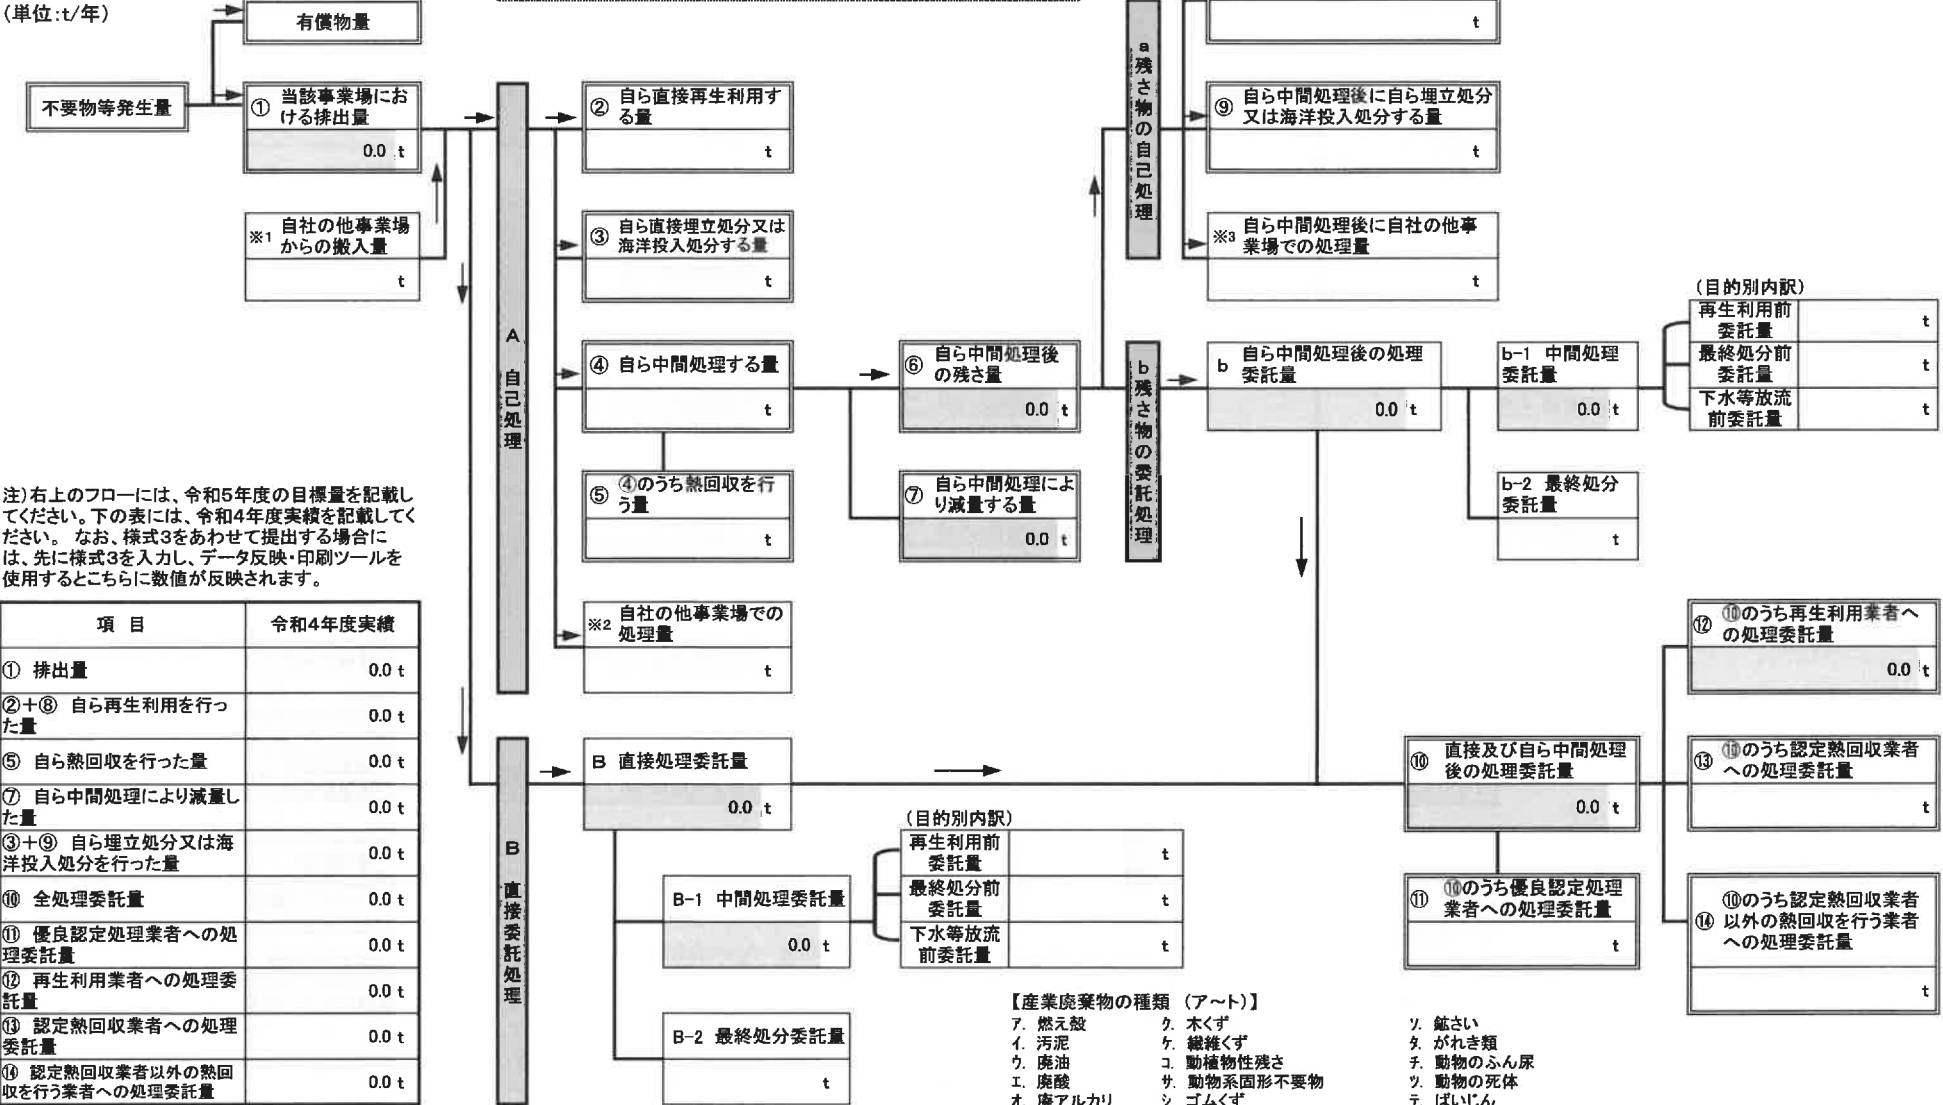 (単位:t/年)
有償物量
不要物等発生量
① 当該事業場にお
ける排出量
0.0 t
※1 自社の他事業場
からの搬入量
t
A 自己処理
② 自ら直接再生利用す
る量
t
③ 自ら直接埋立処分又は
海洋投入処分する量
t
④ 自ら中間処理する量
t
⑤ ④のうち熱回収を行
う量
t
※2 自社の他事業場での
処理量
t
⑥ 自ら中間処理後
の残さ量
0.0 t
⑦ 自ら中間処理によ
り減量する量
0.0 t
a 残さ物の自己処理
t
⑨ 自ら中間処理後に自ら埋立処分
又は海洋投入処分する量
t
※3 自ら中間処理後に自社の他事
業場での処理量
t
b 残さ物の委託処理
b 自ら中間処理後の処理
委託量
0.0 t
b-1 中間処理
委託量
0.0 t
b-2 最終処分
委託量
t
(目的別内訳)
再生利用前
委託量 t
最終処分前
委託量 t
下水等放流
前委託量 t
注)右上のフローには、令和5年度の目標量を記載し
てください。下の表には、令和4年度実績を記載してく
ださい。 なお、様式3をあわせて提出する場合に
は、先に様式3を入力し、データ反映・印刷ツールを
使用するとこちらに数値が反映されます。
項 目 令和4年度実績
① 排出量 0.0 t
②+⑧ 自ら再生利用を行っ
た量 0.0 t
⑤ 自ら熱回収を行った量 0.0 t
⑦ 自ら中間処理により減量し
た量 0.0 t
③+⑨ 自ら埋立処分又は海
洋投入処分を行った量 0.0 t
⑩ 全処理委託量 0.0 t
⑪ 優良認定処理業者への処
理委託量 0.0 t
⑫ 再生利用業者への処理委
託量 0.0 t
⑬ 認定熱回収業者への処理
委託量 0.0 t
⑭ 認定熱回収業者以外の熱回
収を行う業者への処理委託量 0.0 t
B 直接委託処理
B 直接処理委託量
0.0 t
B-1 中間処理委託量
0.0 t
B-2 最終処分委託量
t
(目的別内訳)
再生利用前
委託量 t
最終処分前
委託量 t
下水等放流
前委託量 t
⑩ 直接及び自ら中間処理
後の処理委託量
0.0 t
⑪ ⑩のうち優良認定処理
業者への処理委託量
t
⑫ ⑩のうち再生利用業者へ
の処理委託量
0.0 t
⑬ ⑩のうち認定熱回収業者
への処理委託量
t
⑭ ⑩のうち認定熱回収業者
以外の熱回収を行う業者
への処理委託量
t
【産業廃棄物の種類 (ア~ト)】
ア. 燃え殻 ク. 木くず ソ. 鉱さい
イ. 汚泥 ケ. 繊維くず タ. がれき類
ウ. 廃油 コ. 動植物性残さ チ. 動物のふん尿
エ. 廃酸 サ. 動物系固形不要物 ツ. 動物の死体
オ. 廃アルカリ シ. ゴムくず テ. ばいじん